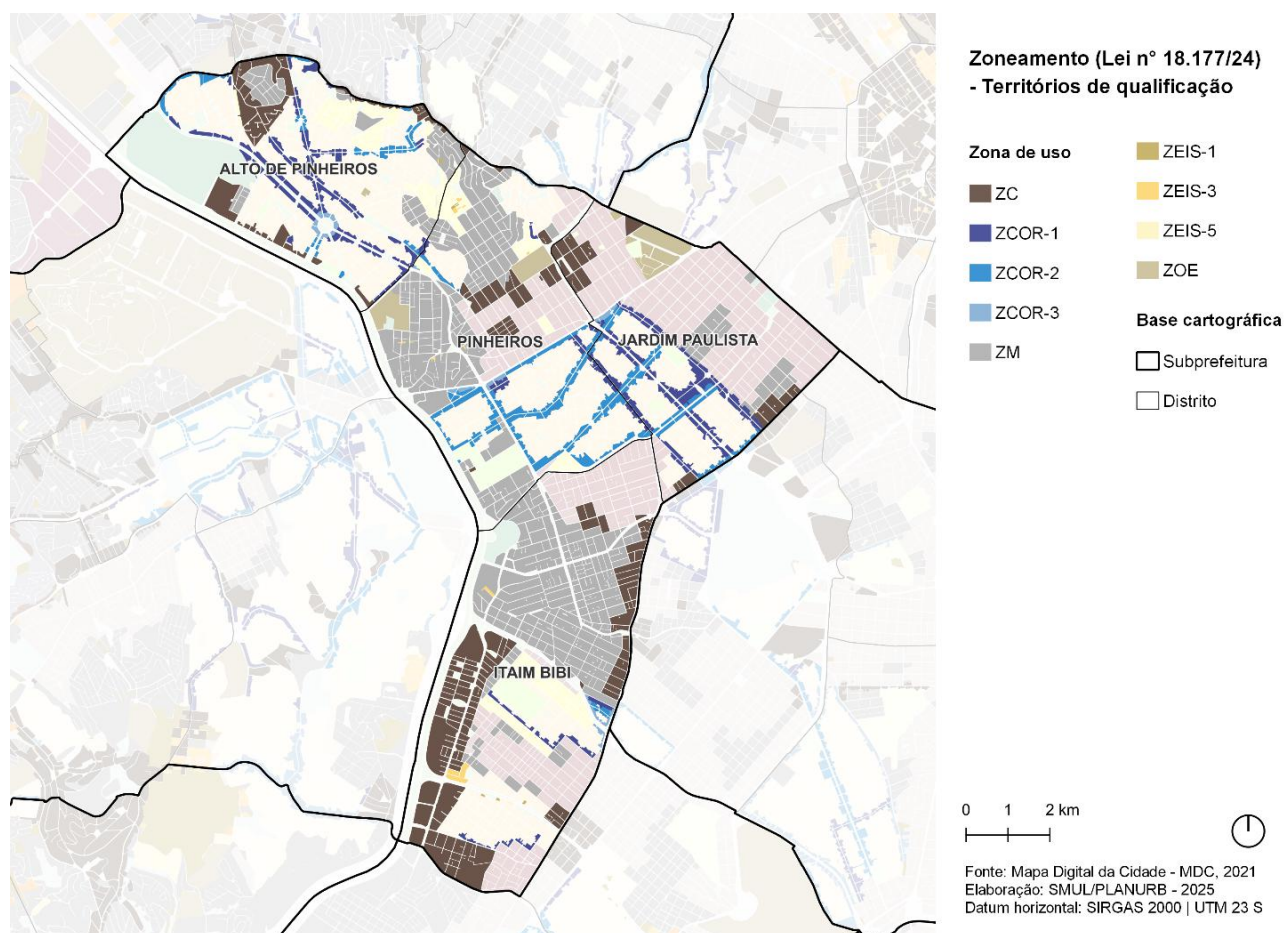 Zoneamento (Lei n° 18.177/24)
- Territórios de qualificação
Zona de uso
ZC
ZCOR-1
ZCOR-2
ZCOR-3
ZM
ZEIS-1
ZEIS-3
ZEIS-5
ZOE
Base cartográfica
Subprefeitura
Distrito
ALTO DE PINHEIROS
PINHEIROS
JARDIM PAULISTA
ITAIM BIBI
0 1 2 km
Fonte: Mapa Digital da Cidade - MDC, 2021
Elaboração: SMUL/PLANURB - 2025
Datum horizontal: SIRGAS 2000 | UTM 23 S